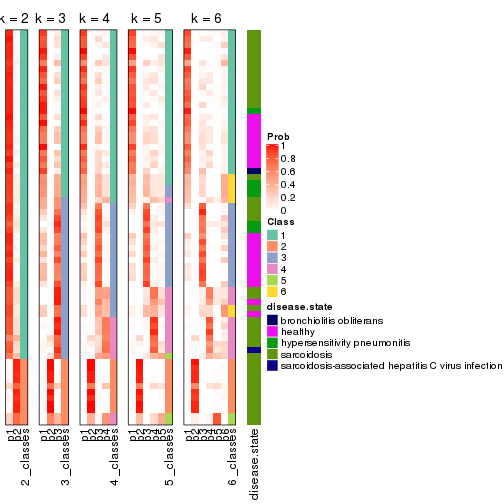 k = 2 k = 3 k = 4 k = 5 k = 6
Prob
1
0.8
0.6
0.4
0.2
0
Class
1
2
3
4
5
6
disease.state
bronchiolitis obliterans
healthy
hypersensitivity pneumonitis
sarcoidosis
sarcoidosis-associated hepatitis C virus infection
p1
p2
2_classes
p1
p2
p3
3_classes
p1
p2
p3
p4
4_classes
p1
p2
p3
p4
p5
5_classes
p1
p2
p3
p4
p5
p6
6_classes
disease.state